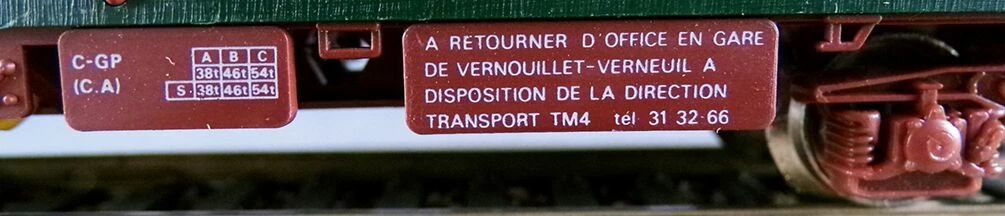 C-GP
(C.A)
A B C
38t 46t 54t
S· 38t 46t 54t
A RETOURNER D'OFFICE EN GARE
DE VERNOUILLET-VERNEUIL A
DISPOSITION DE LA DIRECTION
TRANSPORT TM4 tél 31 32·66